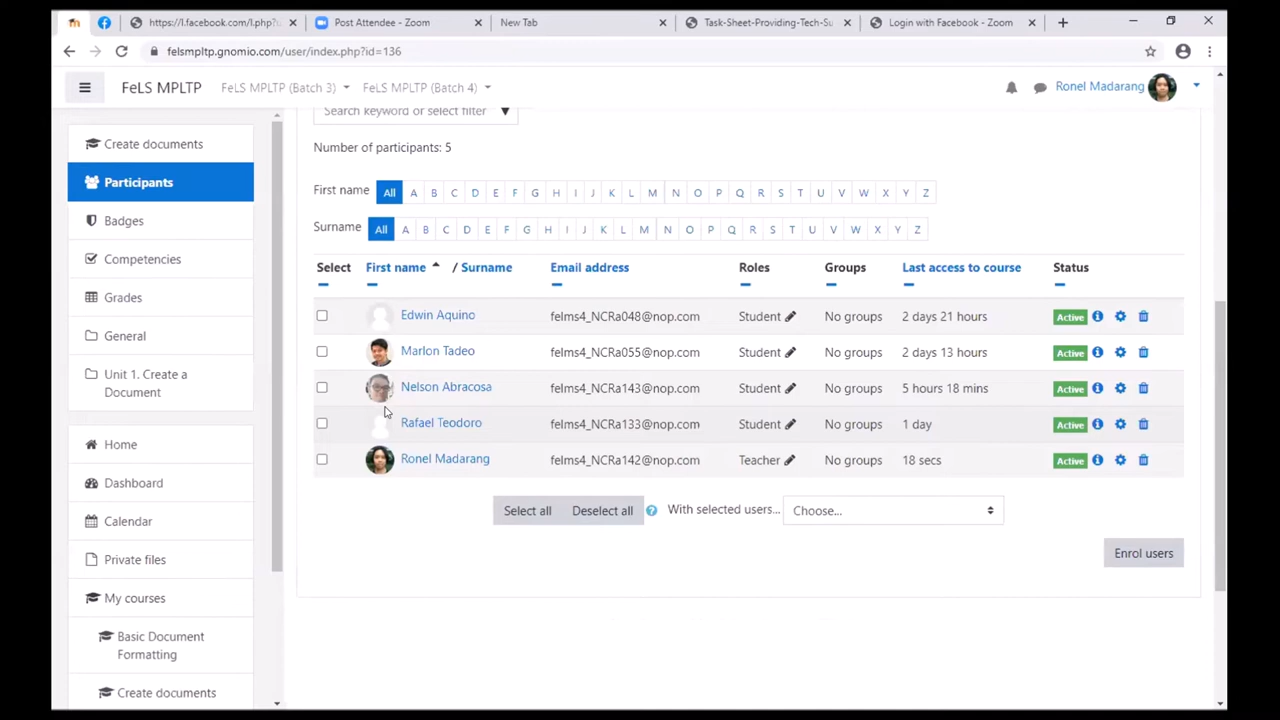 https://l.facebook.com/l.php?u
Post Attendee - Zoom
New Tab
Task-Sheet-Providing-Tech-Su
Login with Facebook - Zoom
felsmpltp.gnomio.com/user/index.php?id=136
FeLS MPLTP
FeLS MPLTP (Batch 3)
FeLS MPLTP (Batch 4)
Ronel Madarang
Create documents
Participants
Badges
Competencies
Grades
General
Unit 1. Create a
Document
Home
Dashboard
Calendar
Private files
My courses
Basic Document
Formatting
Create documents
Search keyword or select filter
Number of participants: 5
First name All A B C D E F G H I J K L M N O P Q R S T U V W X Y Z
Surname All A B C D E F G H I J K L M N O P Q R S T U V W X Y Z
Select First name / Surname Email address Roles Groups Last access to course Status
Edwin Aquino felms4_NCRa048@nop.com Student No groups 2 days 21 hours Active
Marlon Tadeo felms4_NCRa055@nop.com Student No groups 2 days 13 hours Active
Nelson Abracosa felms4_NCRa143@nop.com Student No groups 5 hours 18 mins Active
Rafael Teodoro felms4_NCRa133@nop.com Student No groups 1 day Active
Ronel Madarang felms4_NCRa142@nop.com Teacher No groups 18 secs Active
Select all Deselect all With selected users... Choose...
Enrol users